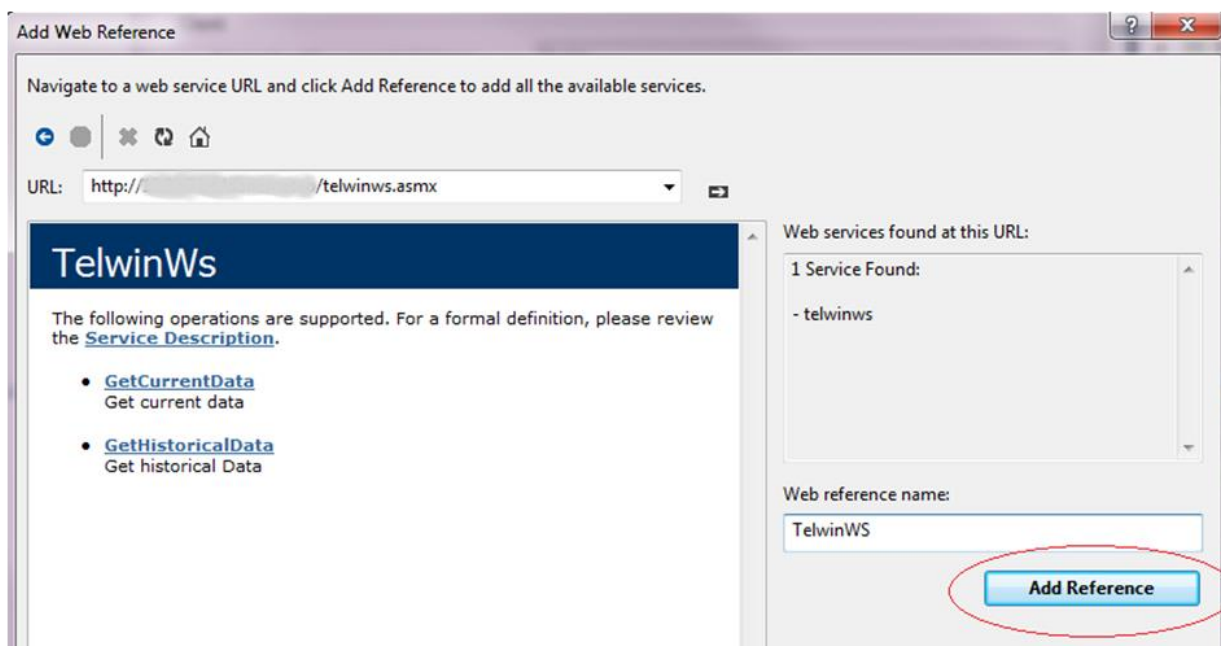 Add Web Reference
Navigate to a web service URL and click Add Reference to add all the available services.
URL:
http:// /telwinws.asmx
TelwinWs
The following operations are supported. For a formal definition, please review
the Service Description.
GetCurrentData
Get current data
GetHistoricalData
Get historical Data
Web services found at this URL:
1 Service Found:
- telwinws
Web reference name:
TelwinWS
Add Reference